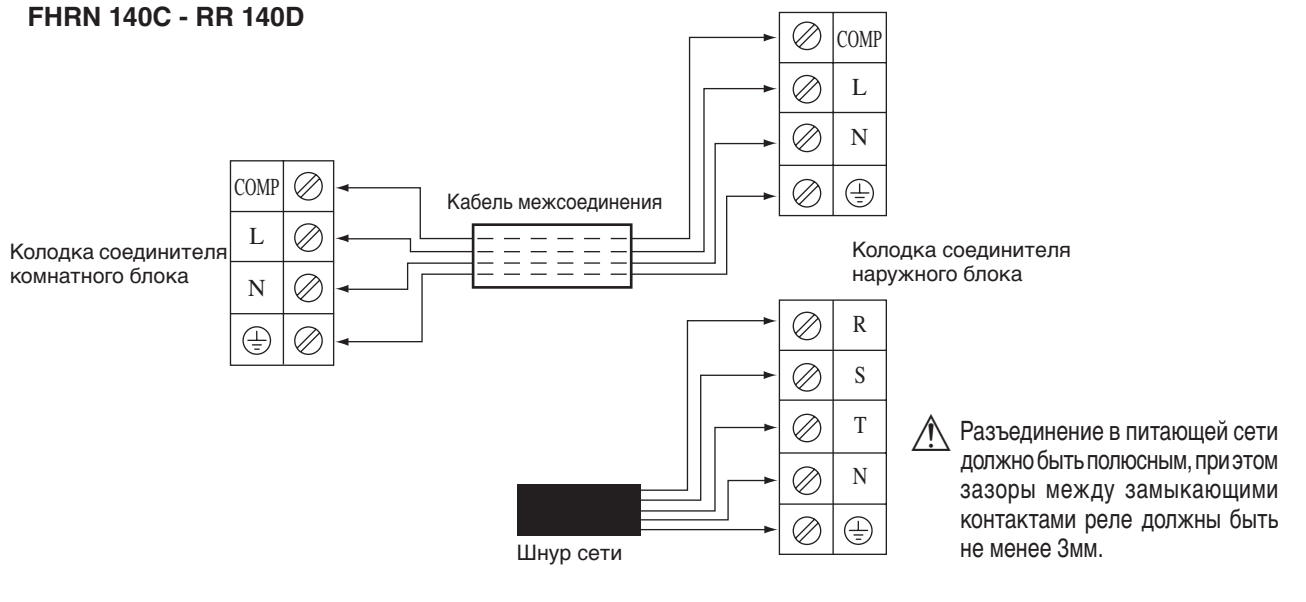 FHRN 140C - RR 140D
COMP
L
N
COMP
L
N
Кабель межсоединения
Колодка соединителя
комнатного блока
Колодка соединителя
наружного блока
R
S
T
N
Шнур сети
Разъединение в питающей сети
должно быть полюсным, при этом
зазоры между замыкающими
контактами реле должны быть
не менее 3мм.